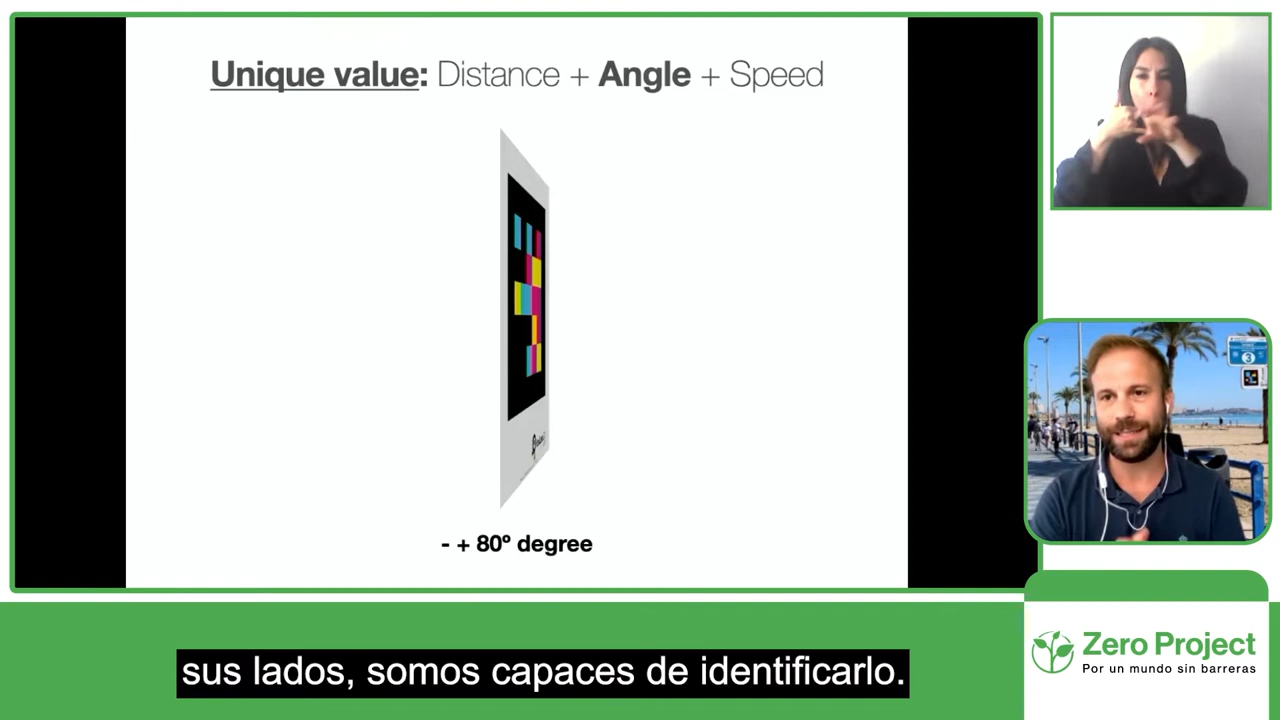 Unique value: Distance + Angle + Speed
- + 80º degree
3
sus lados, somos capaces de identificarlo.
Zero Project
Por un mundo sin barreras